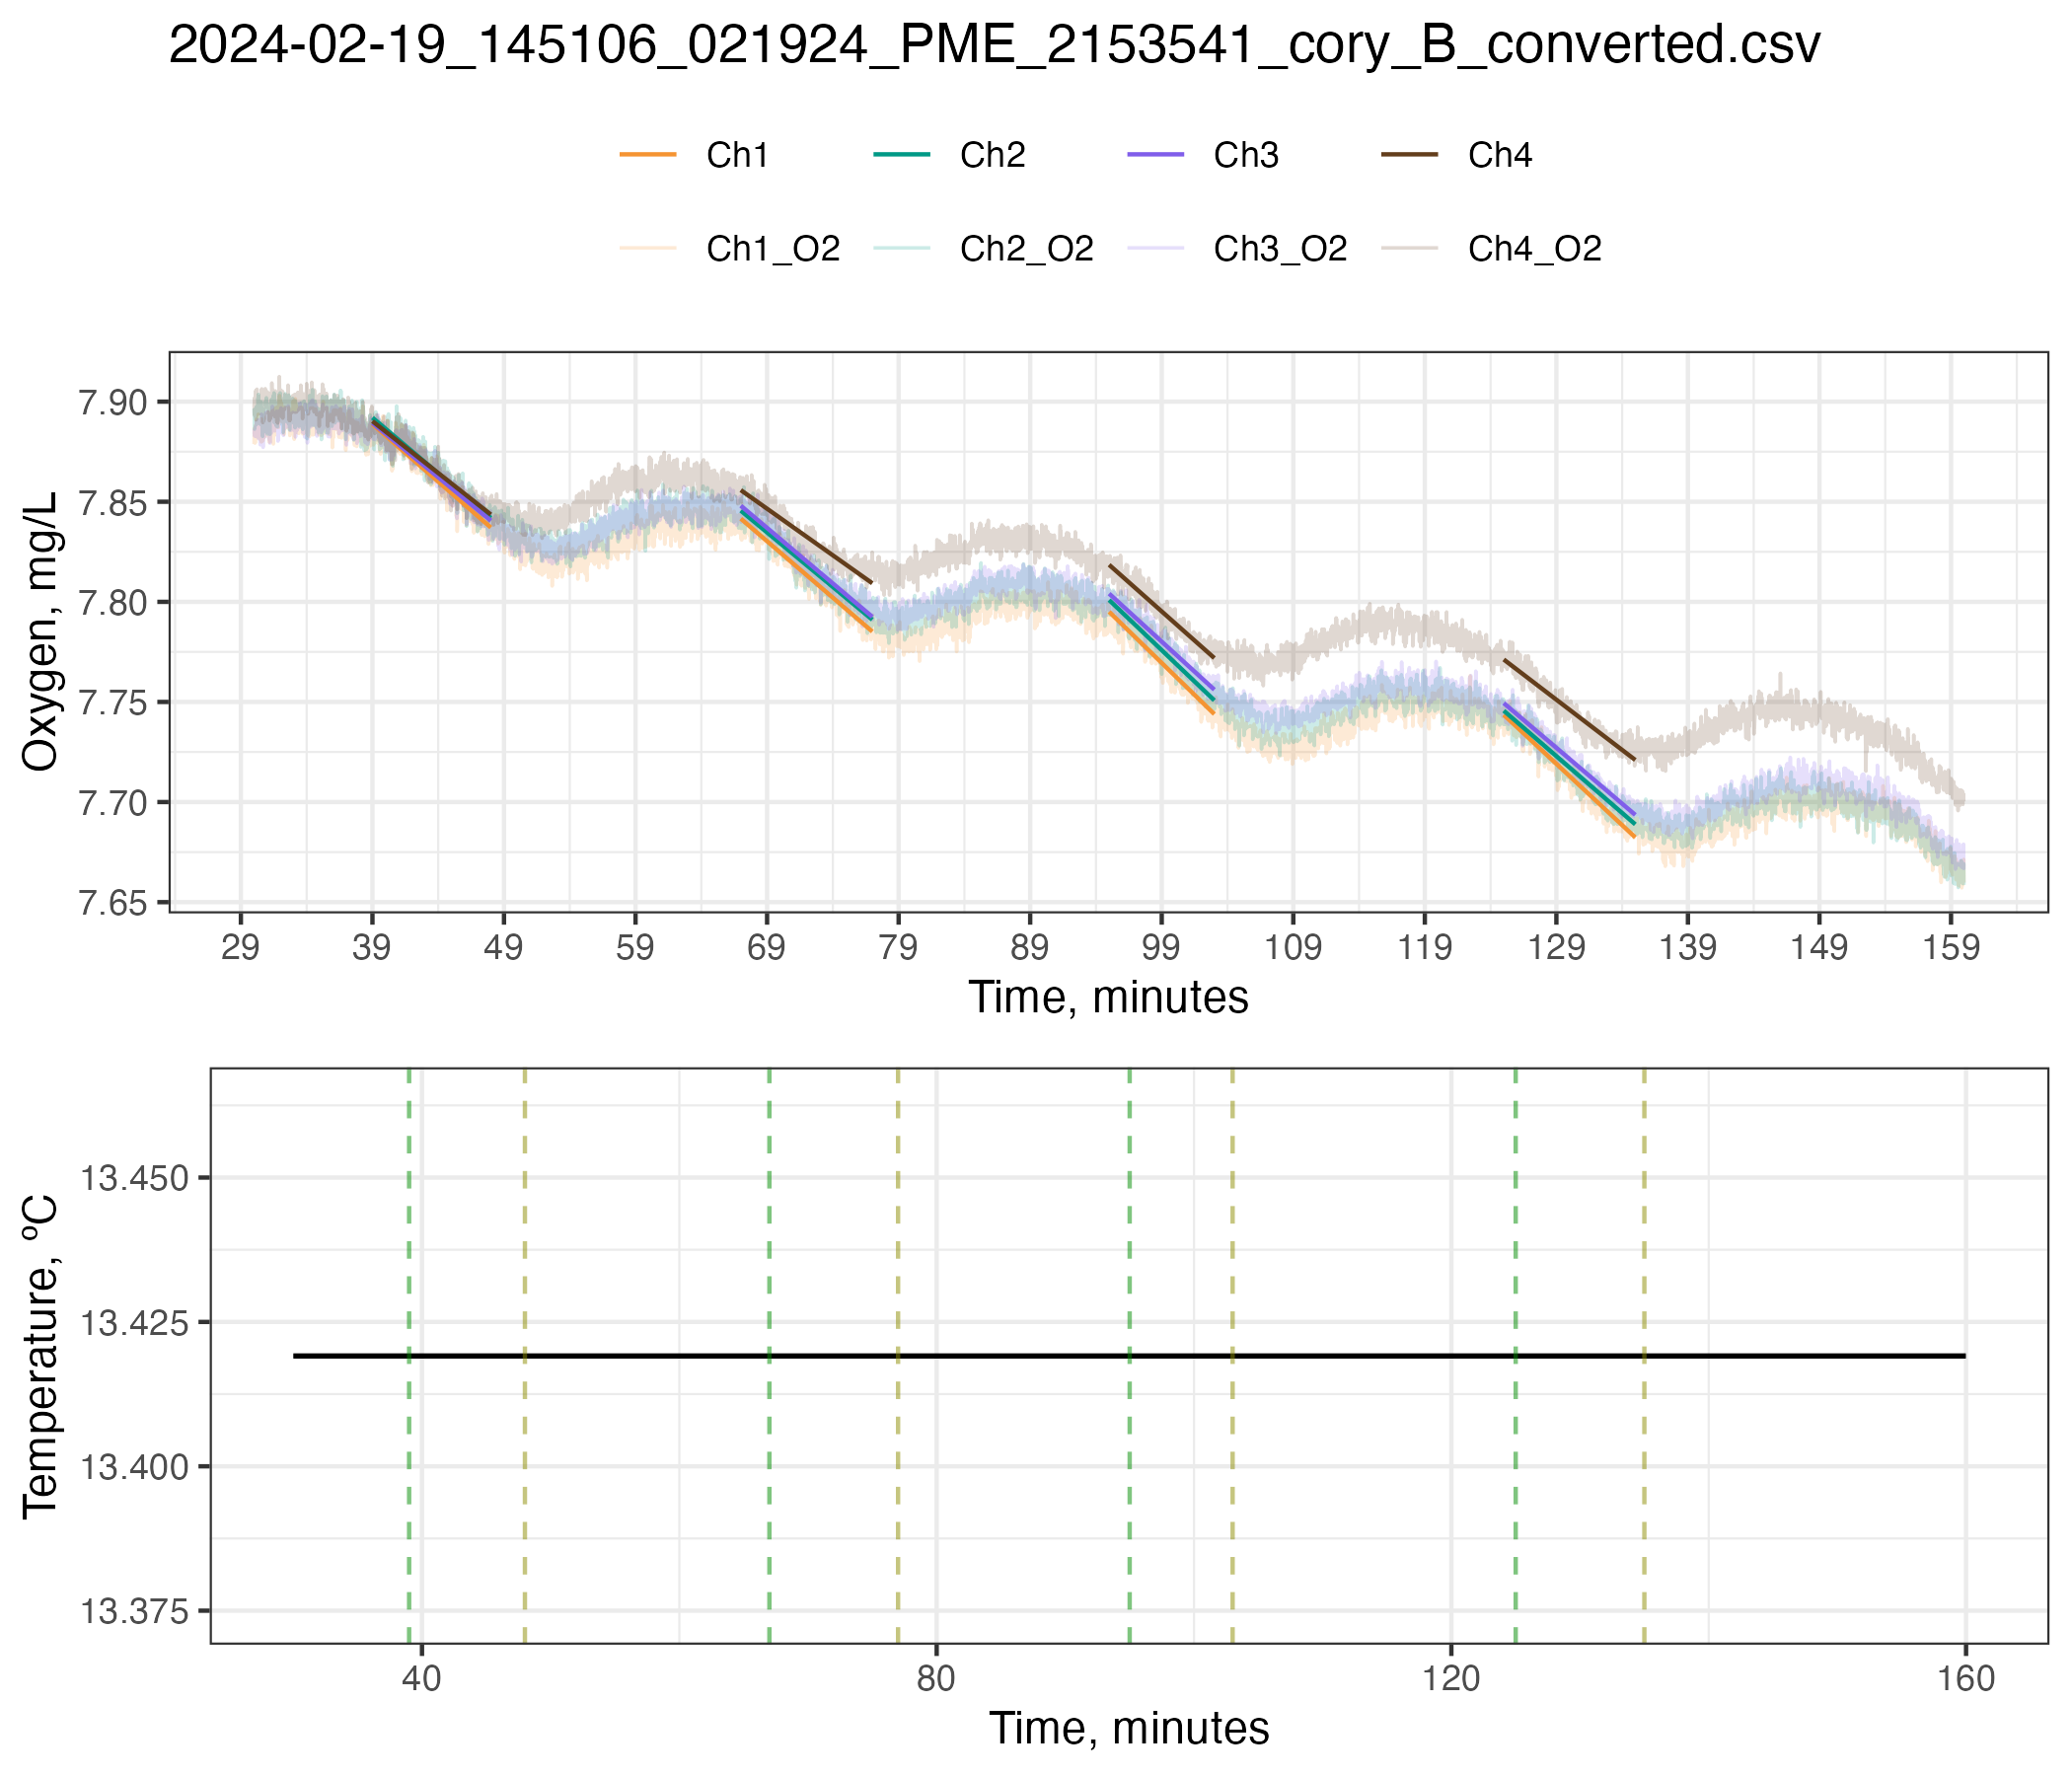 2024-02-19_145106_021924_PME_2153541_cory_B_converted.csv
Ch1 Ch2 Ch3 Ch4
Ch1_O2 Ch2_O2 Ch3_O2 Ch4_O2
Oxygen, mg/L
7.90
7.85
7.80
7.75
7.70
7.65
29 39 49 59 69 79 89 99 109 119 129 139 149 159
Time, minutes
Temperature, ºC
13.450
13.425
13.400
13.375
40 80 120 160
Time, minutes